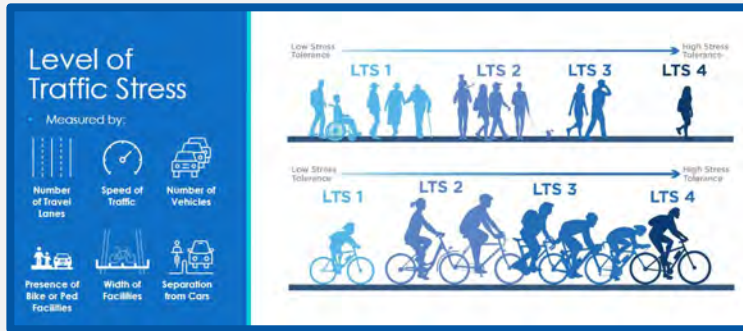 Level of
Traffic Stress
• Measured by:
Number
of Travel
Lanes
Speed of
Traffic
Number of
Vehicles
Presence of
Bike or Ped
Facilities
Width of
Facilities
Separation
from Cars
Low Stress
Tolerance
High Stress
Tolerance
LTS 1
LTS 2
LTS 3
LTS 4
Low Stress
Tolerance
High Stress
Tolerance
LTS 1
LTS 2
LTS 3
LTS 4